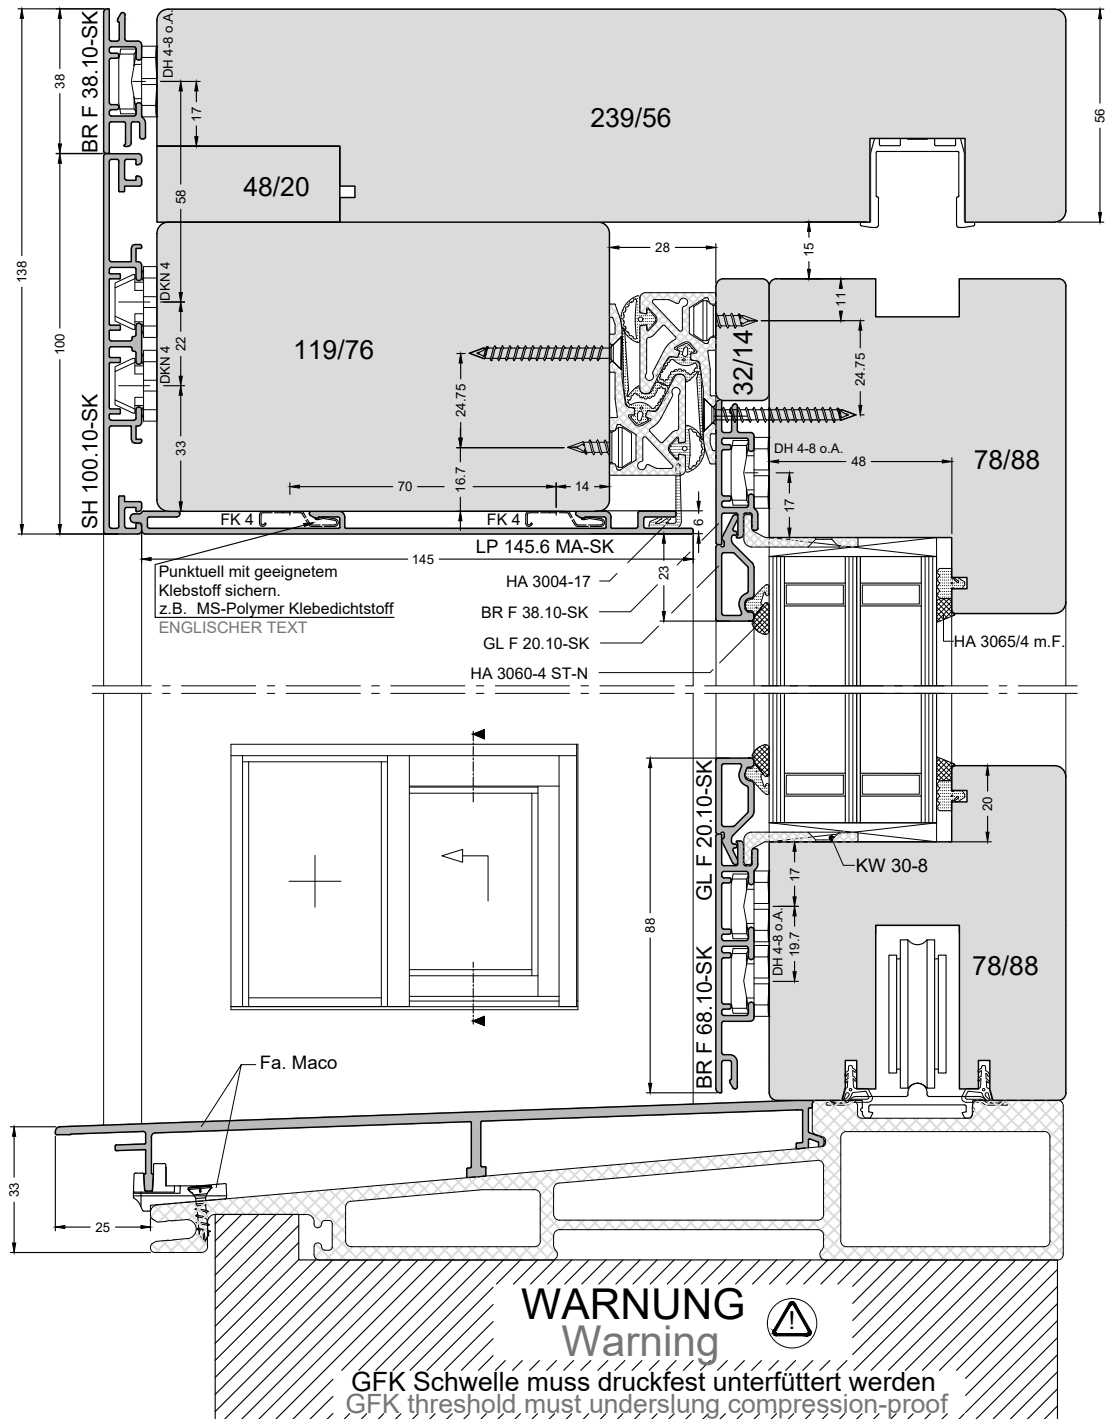 BR F 38.10-SK
DH 4-8 o.A.
38
17
239/56
56
48/20
58
138
100
28
15
11
DKN 4
22
DKN 4
119/76
32/14
24.75
24.75
SH 100.10-SK
33
16.7
70
14
DH 4-8 o.A.
48
78/88
17
FK 4
FK 4
6
LP 145.6 MA-SK
145
23
Punktuell mit geeignetem
Klebstoff sichern.
z.B. MS-Polymer Klebedichtstoff
ENGLISCHER TEXT
HA 3004-17
BR F 38.10-SK
GL F 20.10-SK
HA 3060-4 ST-N
HA 3065/4 m.F.
GL F 20.10-SK
20
KW 30-8
17
88
DH 4-8 o.A.
19.7
78/88
BR F 68.10-SK
Fa. Maco
33
25
WARNUNG
Warning
GFK Schwelle muss druckfest unterfüttert werden
GFK threshold must underslung compression-proof